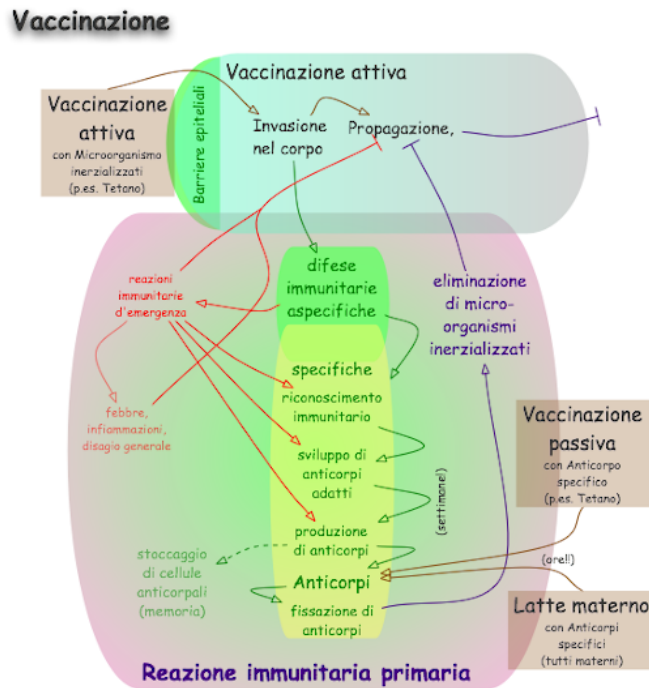 Vaccinazione
Vaccinazione attiva
Barriere epiteliali
Vaccinazione
attiva
con Microorganismo
inerzializzati
(p.es. Tetano)
Invasione
nel corpo
Propagazione,
difese
immunitarie
aspecifiche
reazioni
immunitarie
d'emergenza
eliminazione
di micro-
organismi
inerzializzati
specifiche
riconoscimento
immunitario
febbre,
infiammazioni,
disagio generale
sviluppo di
anticorpi
adatti
(settimane!)
Vaccinazione
passiva
con Anticorpo
specifico
(p.es. Tetano)
produzione
di anticorpi
stoccaggio
di cellule
anticorpali
(memoria)
(ore!!)
Anticorpi
fissazione di
anticorpi
Latte materno
con Anticorpi
specifici
(tutti materni)
Reazione immunitaria primaria